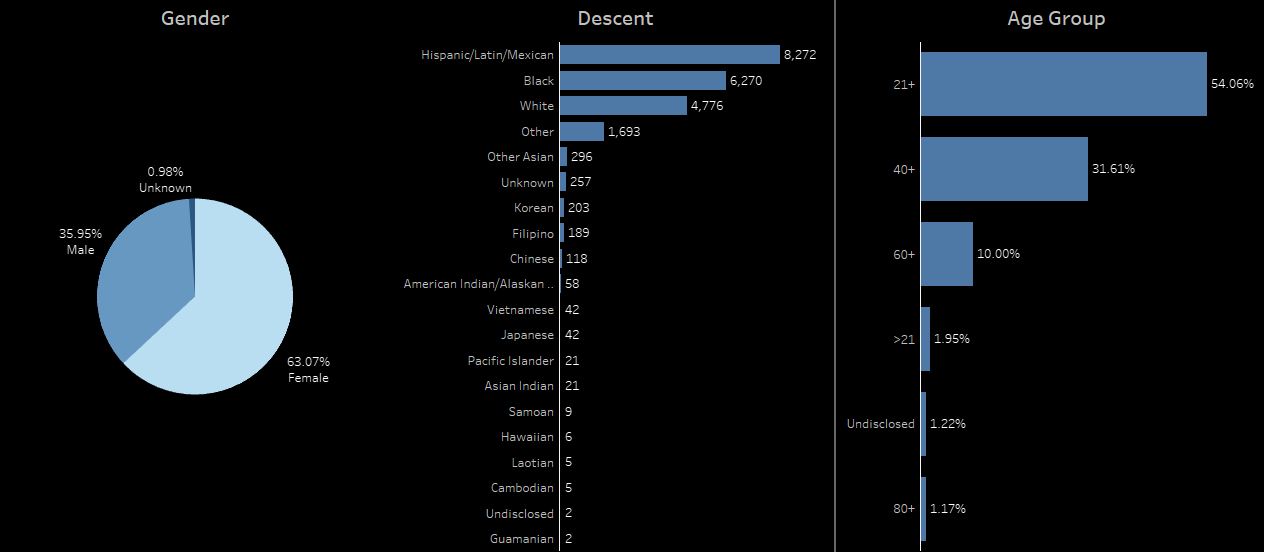 Gender
0.98%
Unknown
35.95%
Male
63.07%
Female
Descent
Hispanic/Latin/Mexican 8,272
Black 6,270
White 4,776
Other 1,693
Other Asian 296
Unknown 257
Korean 203
Filipino 189
Chinese 118
American Indian/Alaskan .. 58
Vietnamese 42
Japanese 42
Pacific Islander 21
Asian Indian 21
Samoan 9
Hawaiian 6
Laotian 5
Cambodian 5
Undisclosed 2
Guamanian 2
Age Group
21+ 54.06%
40+ 31.61%
60+ 10.00%
>21 1.95%
Undisclosed 1.22%
80+ 1.17%